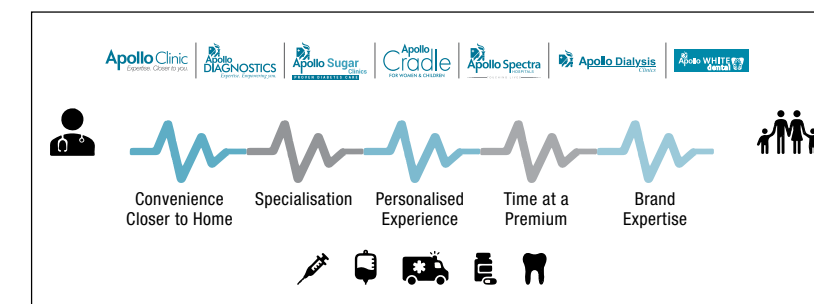 Apollo Clinic
Expertise. Closer to you.
Apollo
DIAGNOSTICS
Expertise. Empowering you.
Apollo Sugar
Clinics
PROVEN DIABETES CARE
Apollo
Cradle
FOR WOMEN & CHILDREN
Apollo Spectra
HOSPITALS
Apollo Dialysis
Clinics
Apollo WHITE
dental
Convenience
Closer to Home
Specialisation
Personalised
Experience
Time at a
Premium
Brand
Expertise